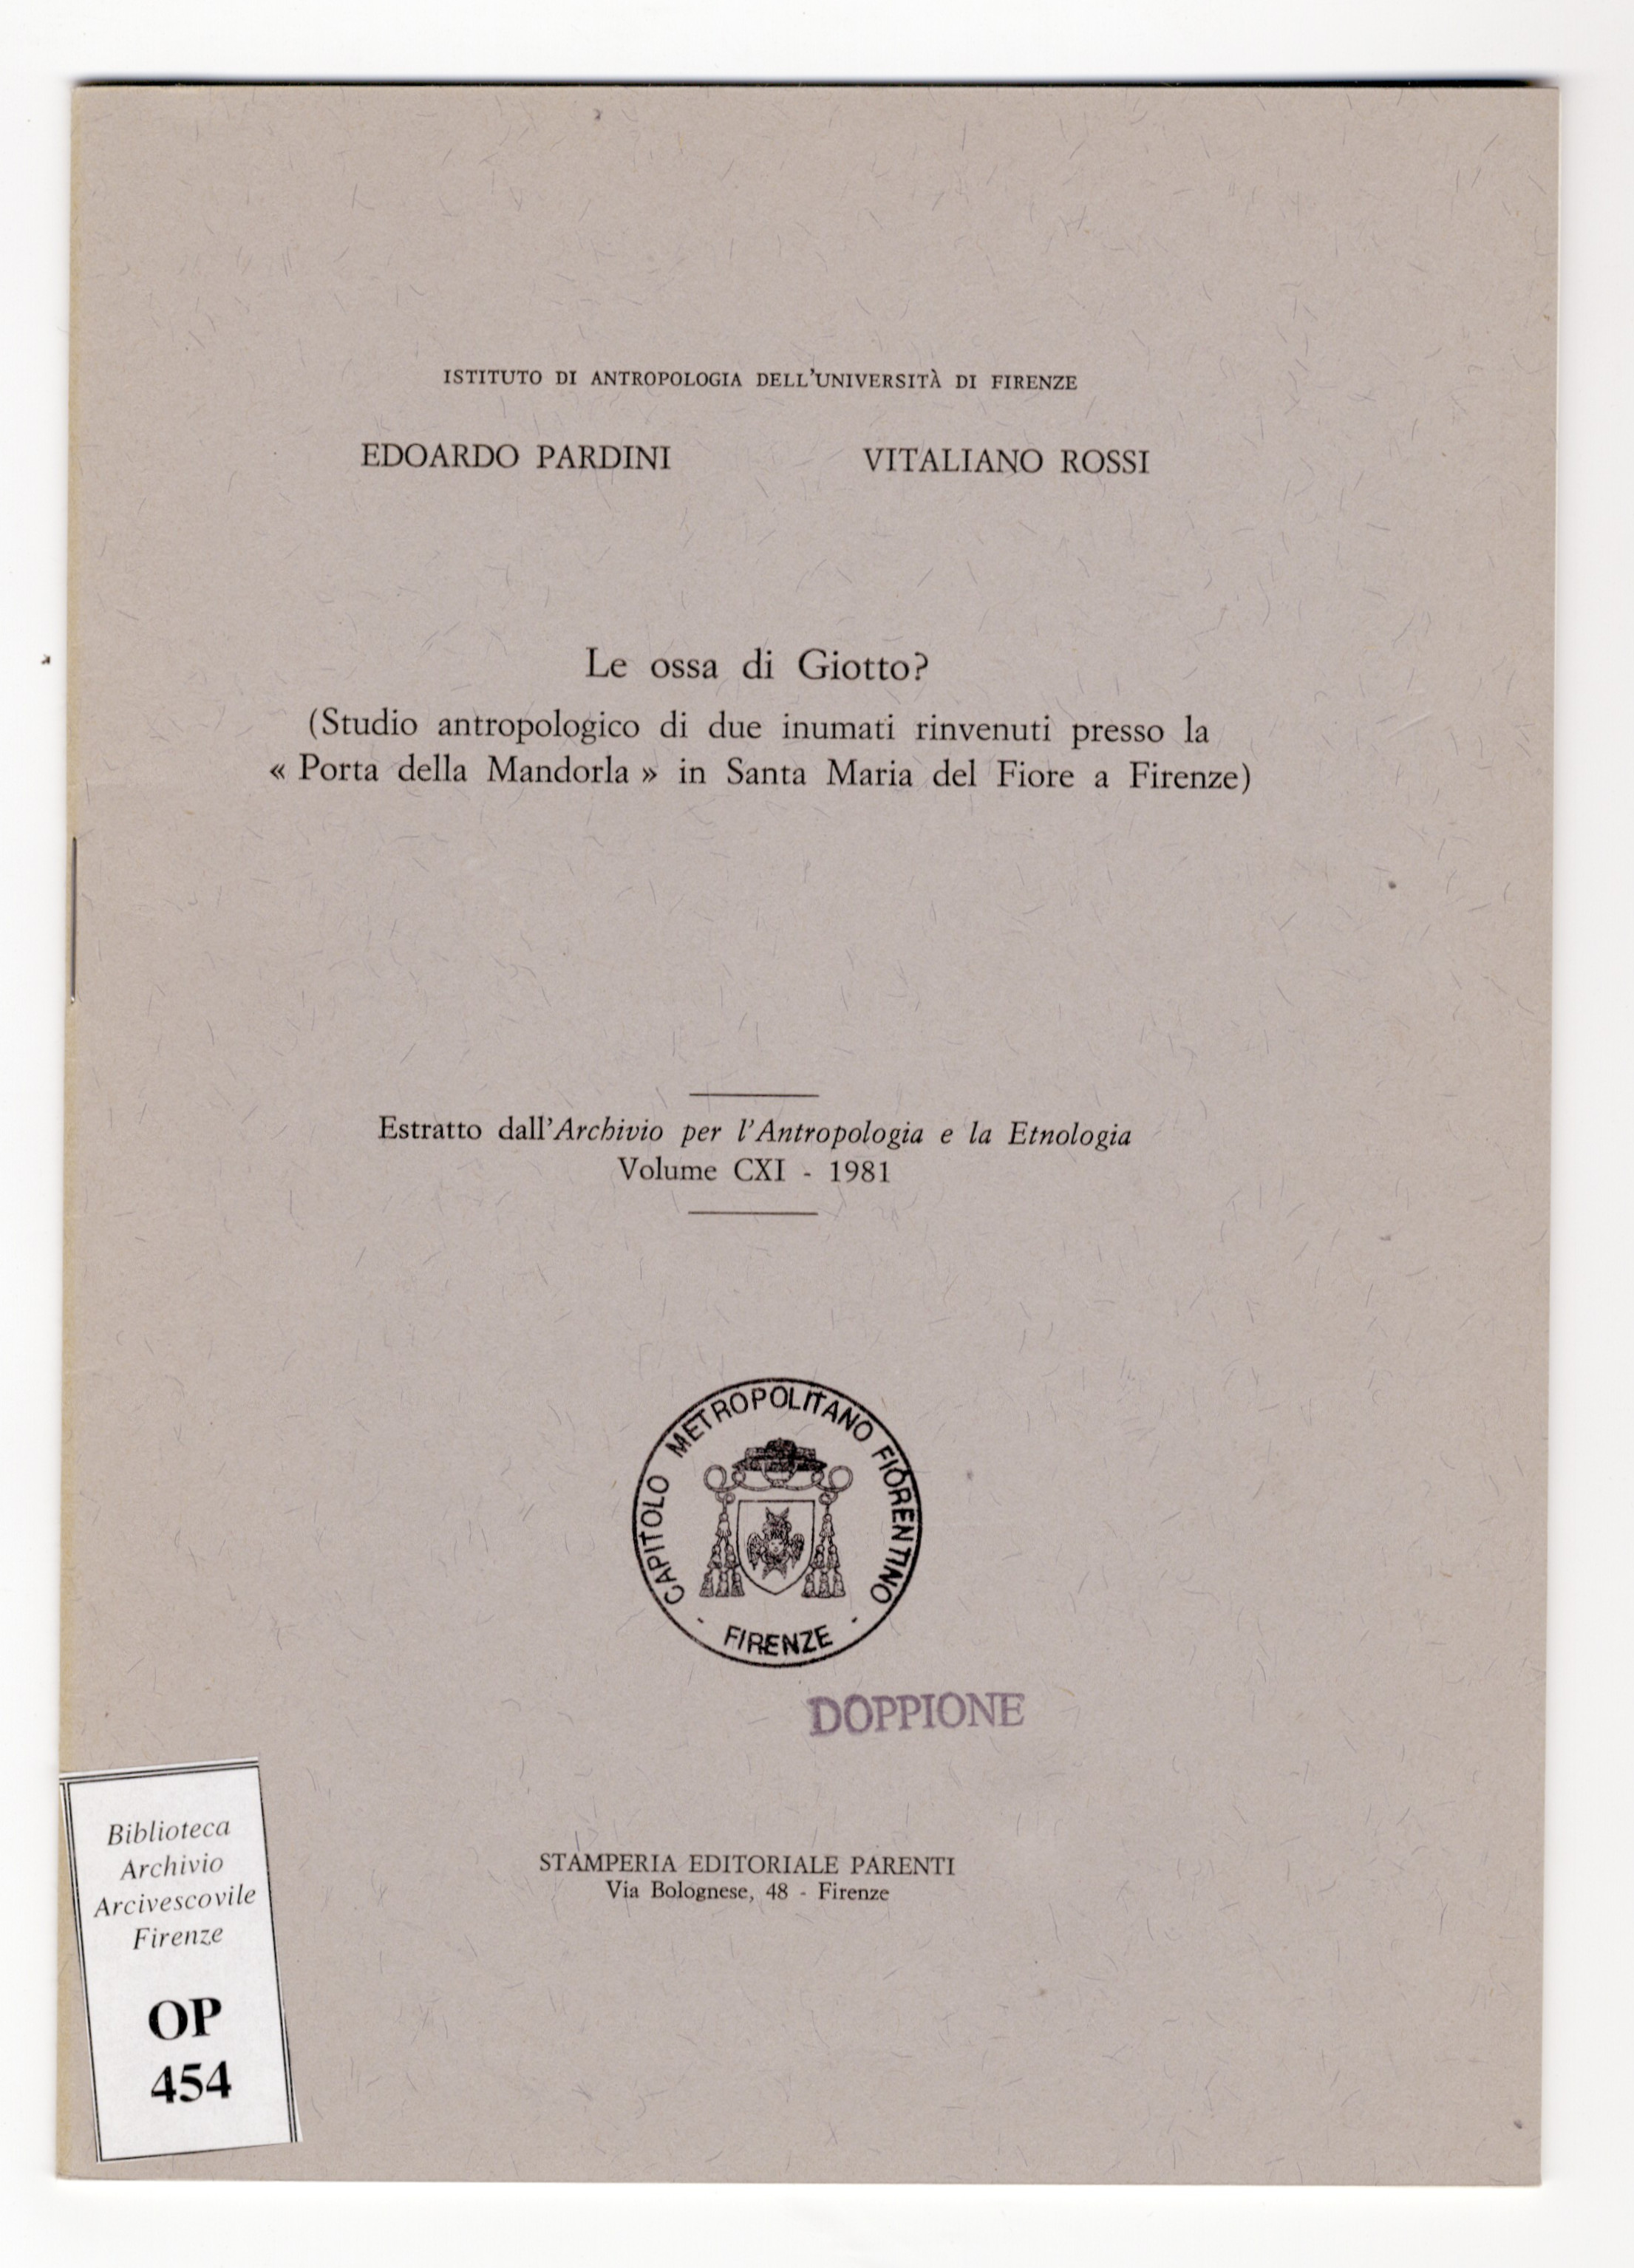 ISTITUTO DI ANTROPOLOGIA DELL'UNIVERSITÀ DI FIRENZE
EDOARDO PARDINI VITALIANO ROSSI
Le ossa di Giotto?
(Studio antropologico di due inumati rinvenuti presso la
« Porta della Mandorla » in Santa Maria del Fiore a Firenze)
Estratto dall'Archivio per l'Antropologia e la Etnologia
Volume CXI - 1981
CAPITOLO METROPOLITANO FIORENTINO
- FIRENZE -
DOPPIONE
STAMPERIA EDITORIALE PARENTI
Via Bolognese, 48 - Firenze
Biblioteca
Archivio
Arcivescovile
Firenze
OP
454